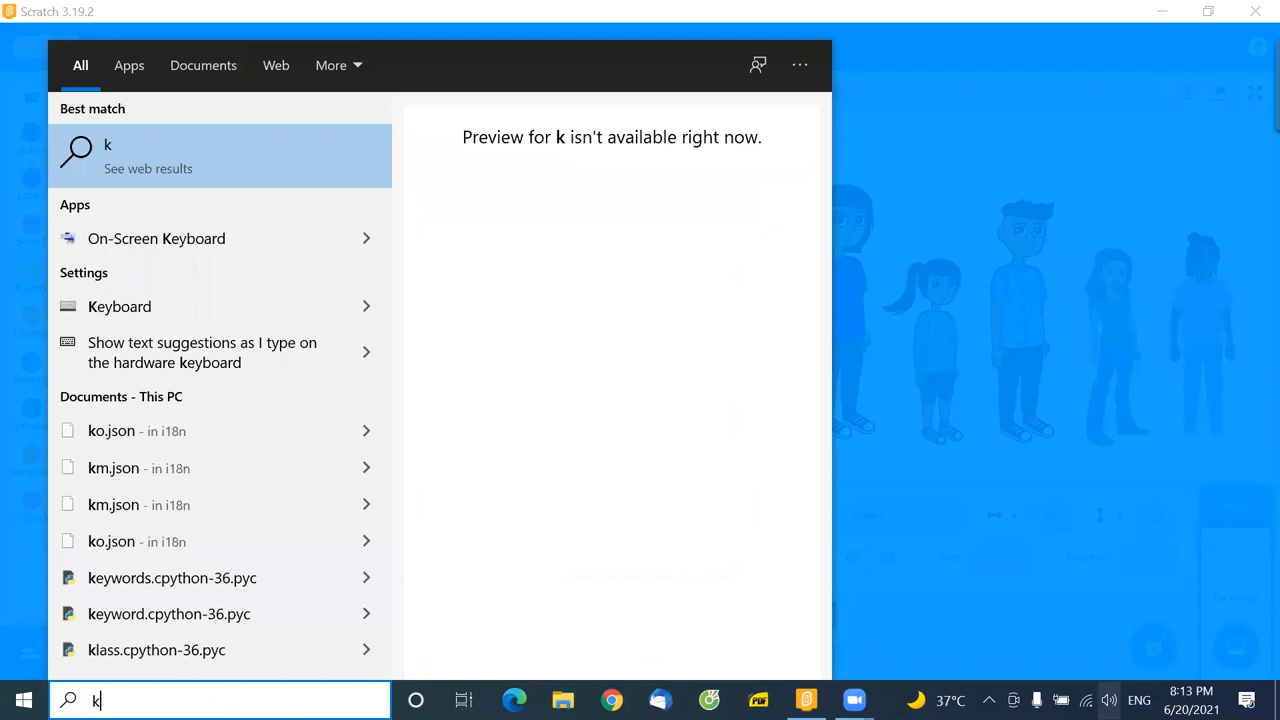 Scratch 3.19.2
All Apps Documents Web More
Best match
k
See web results
Preview for k isn't available right now.
Apps
On-Screen Keyboard
Settings
Keyboard
Show text suggestions as I type on
the hardware keyboard
Documents - This PC
ko.json - in i18n
km.json - in i18n
km.json - in i18n
ko.json - in i18n
keywords.cpython-36.pyc
keyword.cpython-36.pyc
klass.cpython-36.pyc
Size
Direction
Backdrops
k
37°C
ENG
8:13 PM
6/20/2021